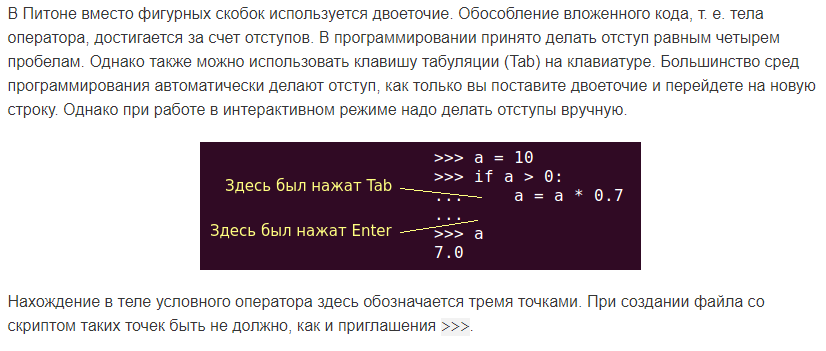 В Питоне вместо фигурных скобок используется двоеточие. Обособление вложенного кода, т. е. тела
оператора, достигается за счет отступов. В программировании принято делать отступ равным четырем
пробелам. Однако также можно использовать клавишу табуляции (Tab) на клавиатуре. Большинство сред
программирования автоматически делают отступ, как только вы поставите двоеточие и перейдете на новую
строку. Однако при работе в интерактивном режиме надо делать отступы вручную.
>>> a = 10
>>> if a > 0:
Здесь был нажат Tab
...     a = a * 0.7
...
Здесь был нажат Enter
>>> a
7.0
Нахождение в теле условного оператора здесь обозначается тремя точками. При создании файла со
скриптом таких точек быть не должно, как и приглашения >>>.